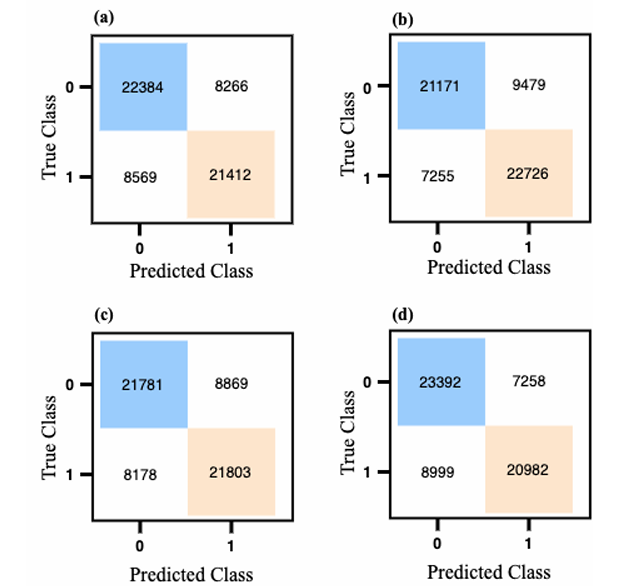 (a)
True Class
0
22384 8266
1
8569 21412
0 1
Predicted Class
(b)
True Class
0
21171 9479
1
7255 22726
0 1
Predicted Class
(c)
True Class
0
21781 8869
1
8178 21803
0 1
Predicted Class
(d)
True Class
0
23392 7258
1
8999 20982
0 1
Predicted Class